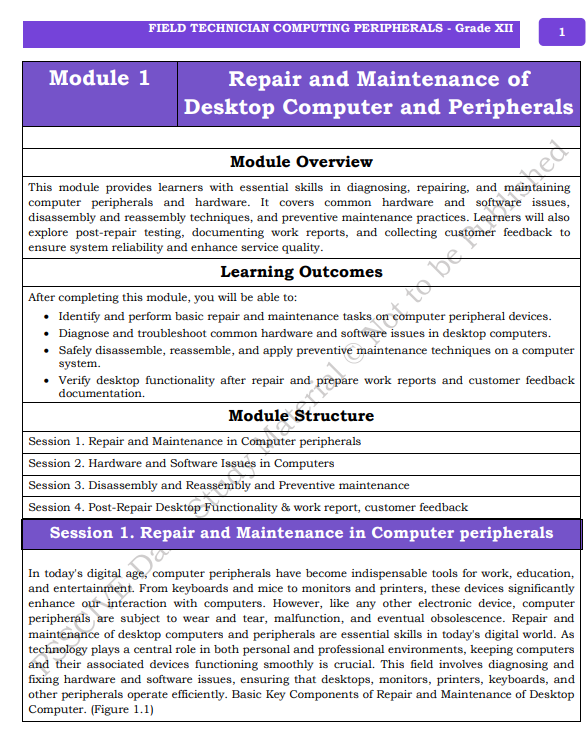 FIELD TECHNICIAN COMPUTING PERIPHERALS - Grade XII
1
Module 1
Repair and Maintenance of
Desktop Computer and Peripherals
Module Overview
This module provides learners with essential skills in diagnosing, repairing, and maintaining
computer peripherals and hardware. It covers common hardware and software issues,
disassembly and reassembly techniques, and preventive maintenance practices. Learners will also
explore post-repair testing, documenting work reports, and collecting customer feedback to
ensure system reliability and enhance service quality.
Learning Outcomes
After completing this module, you will be able to:
• Identify and perform basic repair and maintenance tasks on computer peripheral devices.
• Diagnose and troubleshoot common hardware and software issues in desktop computers.
• Safely disassemble, reassemble, and apply preventive maintenance techniques on a computer
system.
• Verify desktop functionality after repair and prepare work reports and customer feedback
documentation.
Module Structure
Session 1. Repair and Maintenance in Computer peripherals
Session 2. Hardware and Software Issues in Computers
Session 3. Disassembly and Reassembly and Preventive maintenance
Session 4. Post-Repair Desktop Functionality & work report, customer feedback
Session 1. Repair and Maintenance in Computer peripherals
In today's digital age, computer peripherals have become indispensable tools for work, education,
and entertainment. From keyboards and mice to monitors and printers, these devices significantly
enhance our interaction with computers. However, like any other electronic device, computer
peripherals are subject to wear and tear, malfunction, and eventual obsolescence. Repair and
maintenance of desktop computers and peripherals are essential skills in today's digital world. As
technology plays a central role in both personal and professional environments, keeping computers
and their associated devices functioning smoothly is crucial. This field involves diagnosing and
fixing hardware and software issues, ensuring that desktops, monitors, printers, keyboards, and
other peripherals operate efficiently. Basic Key Components of Repair and Maintenance of Desktop
Computer. (Figure 1.1)
Study Material © Not to be Published